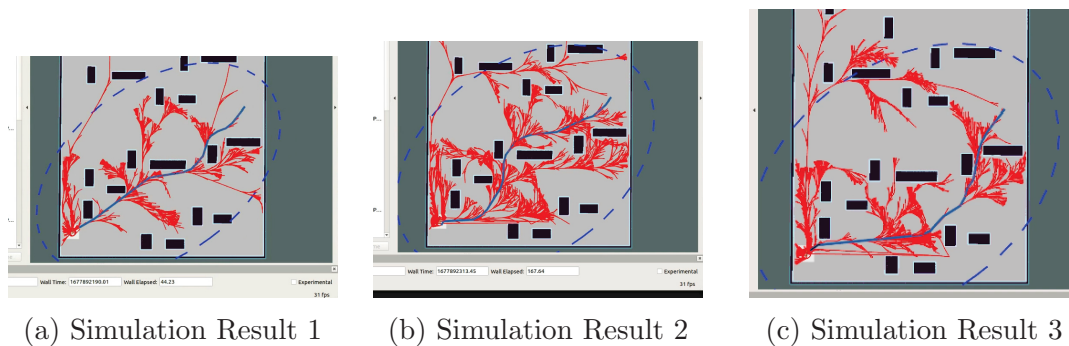 P...
P...
Wall Time: 1677892190.01 Wall Elapsed: 44.23 Experimental
31 fps
Wall Time: 1677892313.45 Wall Elapsed: 167.64 Experimental
31 fps
(a) Simulation Result 1
(b) Simulation Result 2
(c) Simulation Result 3